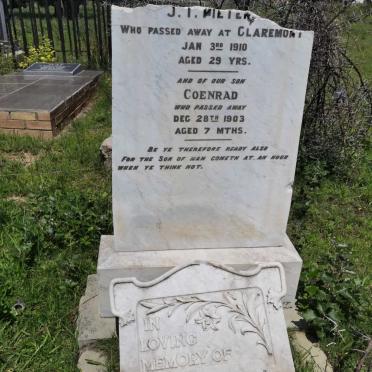 J. T.
WHO PASSED AWAY AT CLAREMONT
JAN 3RD 1910
AGED 29 YRS.
AND OF OUR SON
COENRAD
WHO PASSED AWAY
DEC 28TH 1903
AGED 7 MTHS.
BE YE THEREFORE READY ALSO
FOR THE SON OF MAN COMETH AT AN HOUR
WHEN YE THINK NOT.
IN
LOVING
MEMORY OF